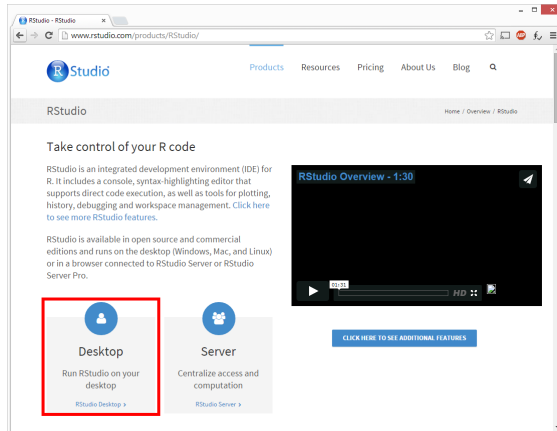 RStudio - RStudio
www.rstudio.com/products/RStudio/
R Studio
Products Resources Pricing About Us Blog
RStudio
Home / Overview / RStudio
Take control of your R code
RStudio is an integrated development environment (IDE) for
R. It includes a console, syntax-highlighting editor that
supports direct code execution, as well as tools for plotting,
history, debugging and workspace management. Click here
to see more RStudio features.
RStudio is available in open source and commercial
editions and runs on the desktop (Windows, Mac, and Linux)
or in a browser connected to RStudio Server or RStudio
Server Pro.
RStudio Overview - 1:30
01:31
HD
CLICK HERE TO SEE ADDITIONAL FEATURES
Desktop
Run RStudio on your
desktop
RStudio Desktop >
Server
Centralize access and
computation
RStudio Server >